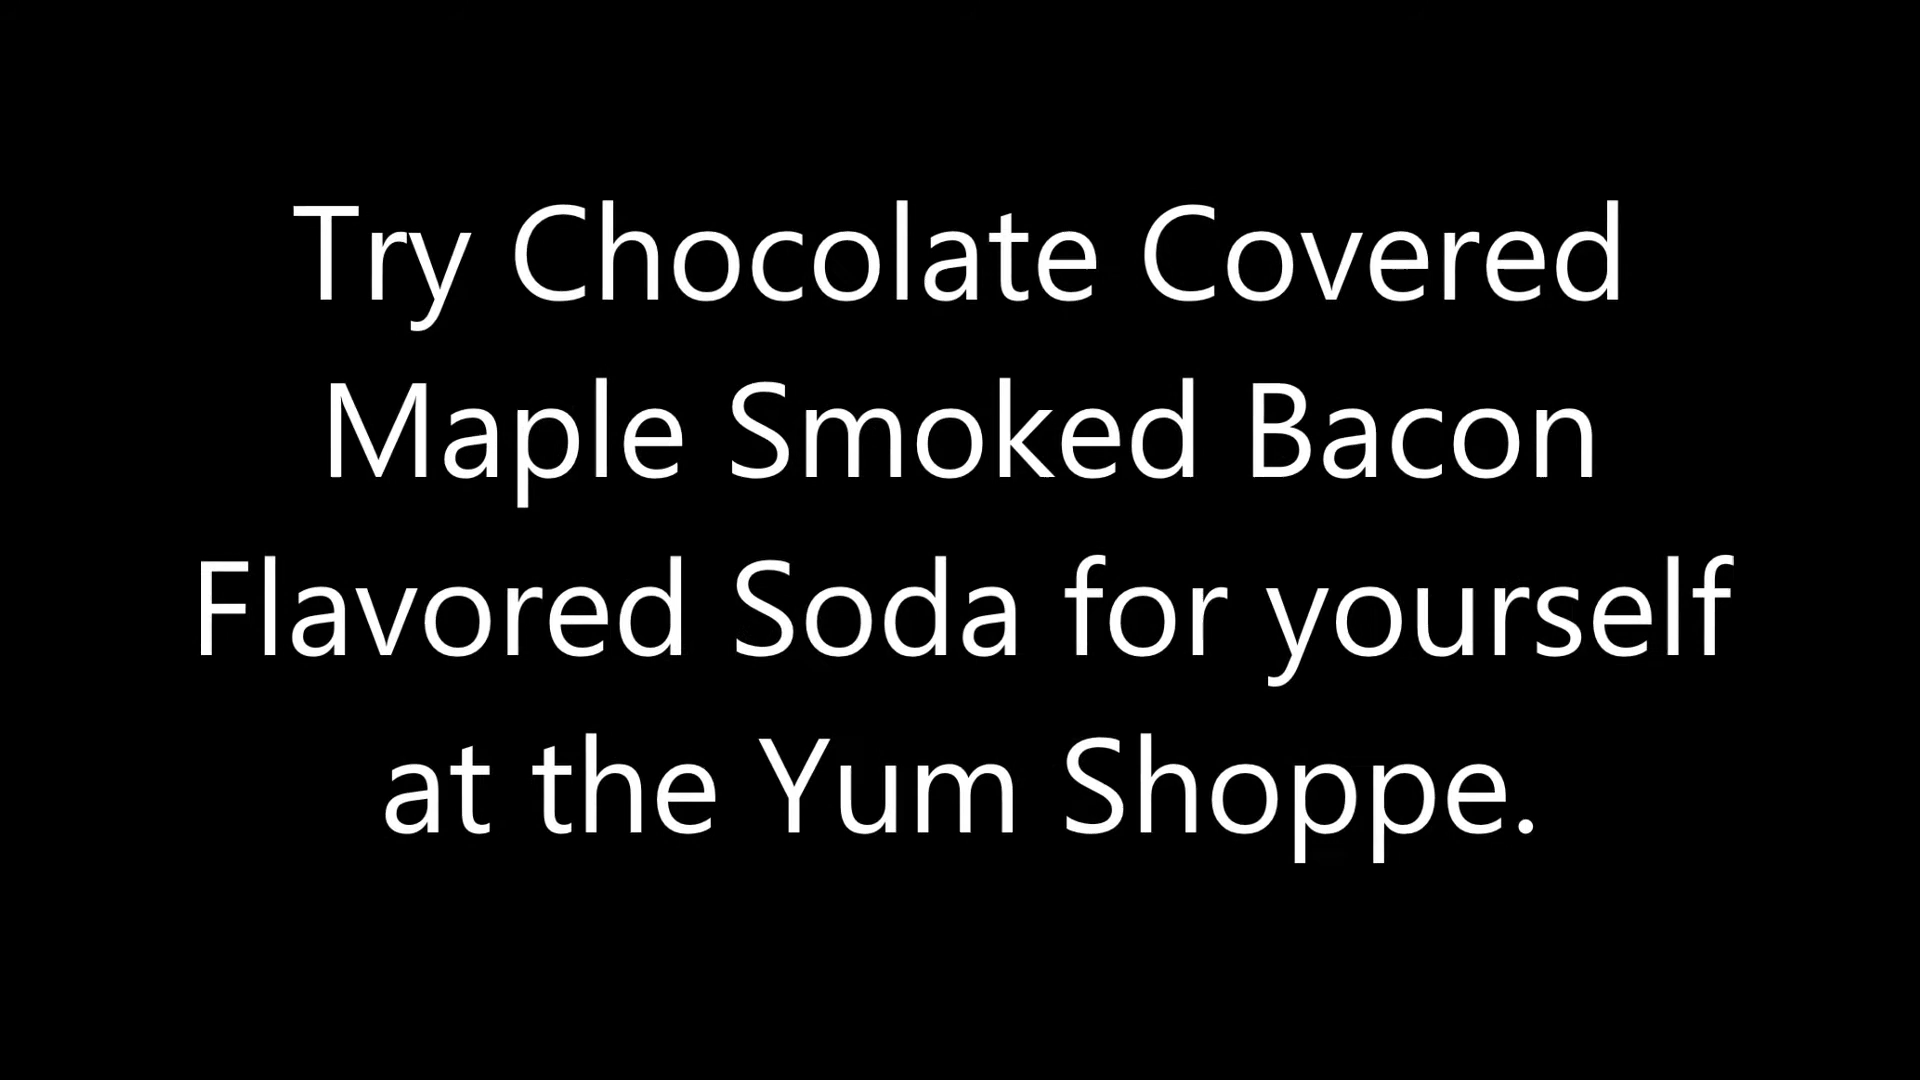 Try Chocolate Covered
Maple Smoked Bacon
Flavored Soda for yourself
at the Yum Shoppe.